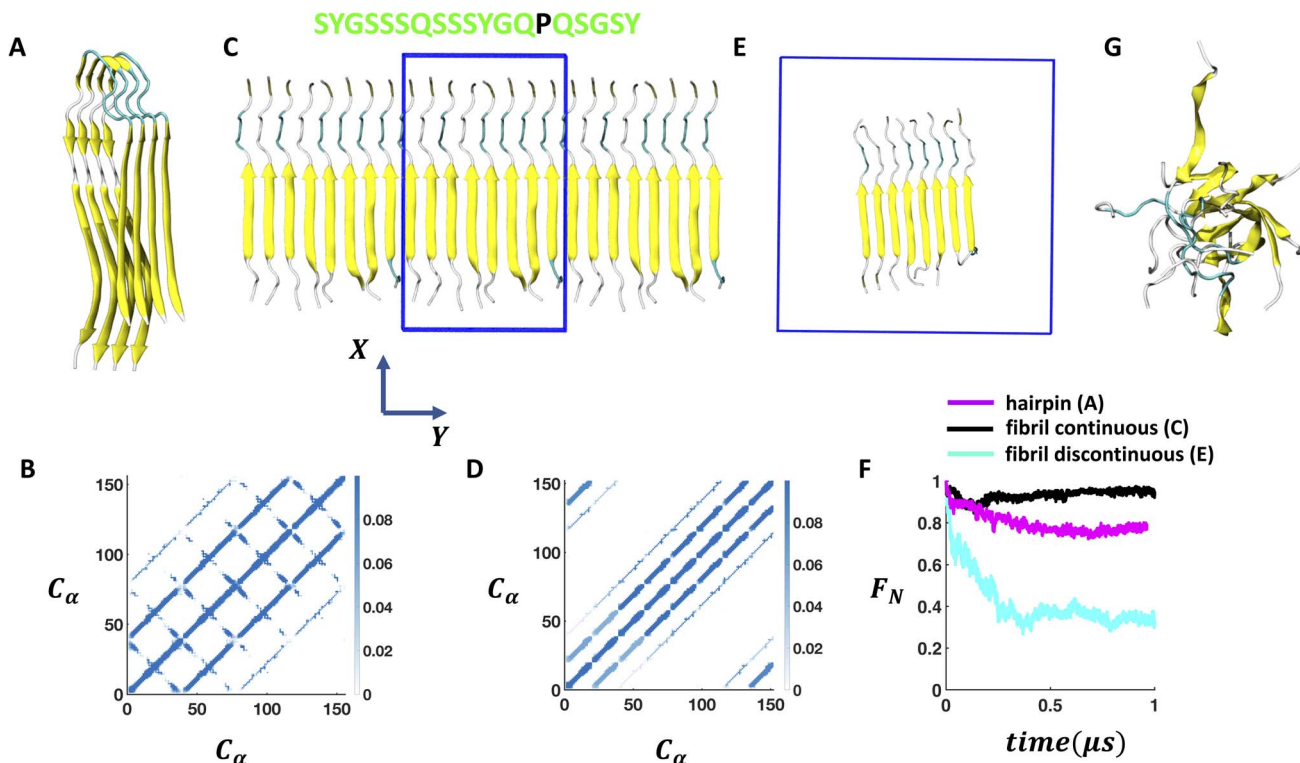 SYGSSSQSSSYGQPQSGSY
A
C
E
G
X
Y
hairpin (A)
fibril continuous (C)
fibril discontinuous (E)
B
D
F
150
100
50
0
0
50
100
150
0.08
0.06
0.04
0.02
0
Cα
Cα
150
100
50
0
0
50
100
150
0.08
0.06
0.04
0.02
0
Cα
Cα
1
0.8
0.6
0.4
0.2
0
0
0.5
1
FN
time(μs)